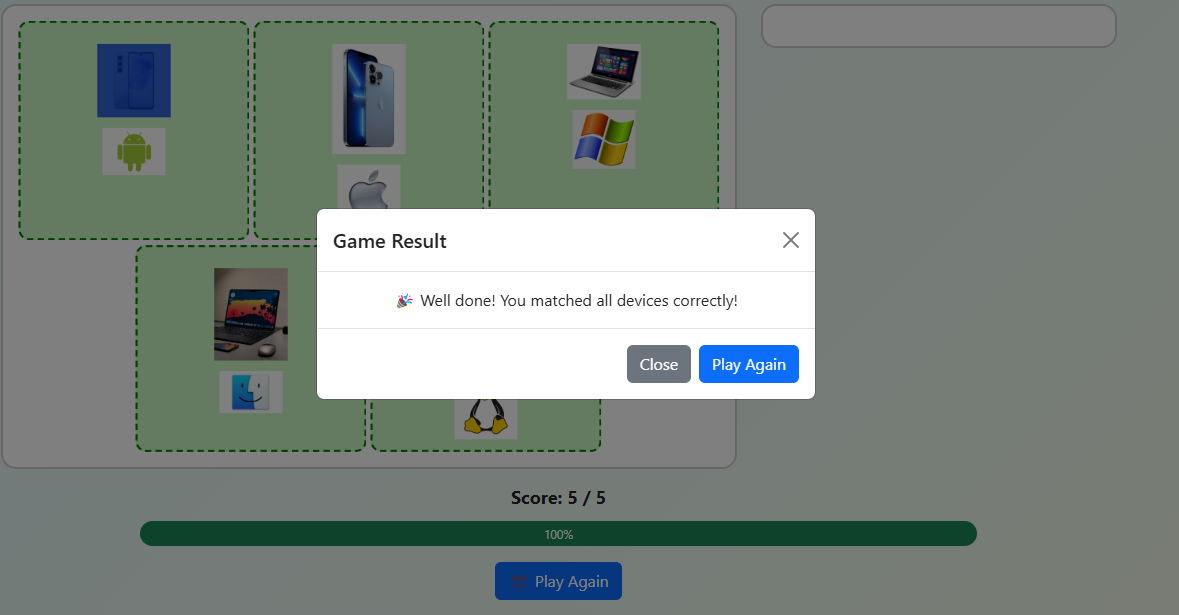 Game Result
🎉 Well done! You matched all devices correctly!
Close
Play Again
Score: 5 / 5
100%
Play Again